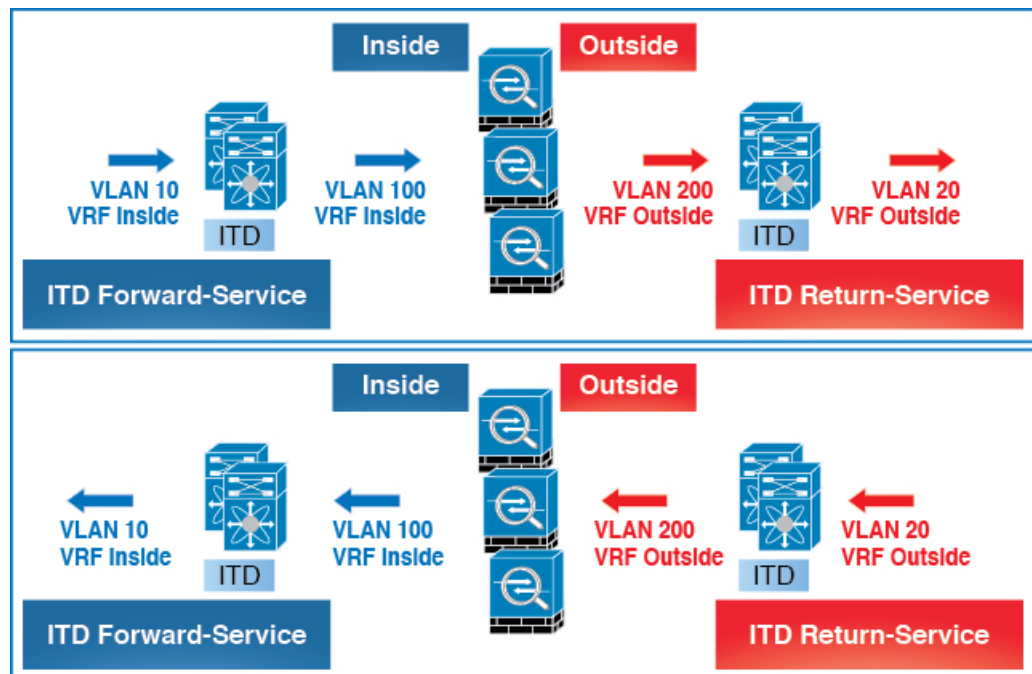 Inside
Outside
VLAN 10
VRF Inside
VLAN 100
VRF Inside
VLAN 200
VRF Outside
VLAN 20
VRF Outside
ITD
ITD
ITD Forward-Service
ITD Return-Service
Inside
Outside
VLAN 10
VRF Inside
VLAN 100
VRF Inside
VLAN 200
VRF Outside
VLAN 20
VRF Outside
ITD
ITD
ITD Forward-Service
ITD Return-Service